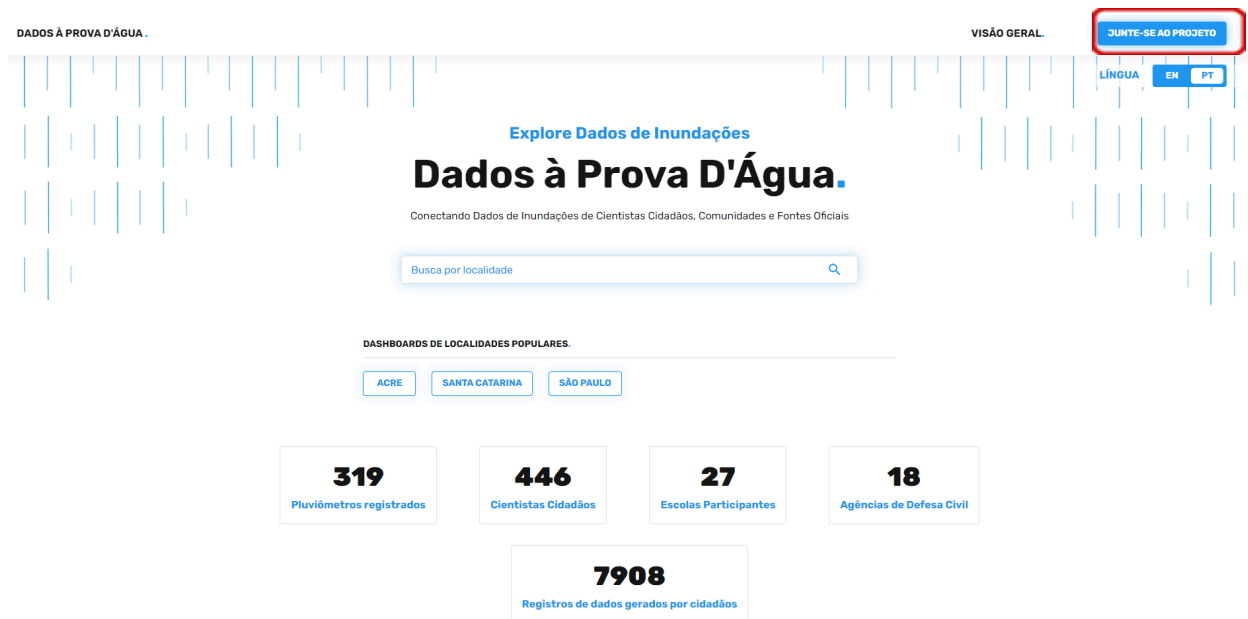 DADOS À PROVA D'ÁGUA.
VISÃO GERAL.
JUNTE-SE AO PROJETO
LÍNGUA
EN
PT
Explore Dados de Inundações
Dados à Prova D'Água.
Conectando Dados de Inundações de Cientistas Cidadãos, Comunidades e Fontes Oficiais
Busca por localidade
DASHBOARDS DE LOCALIDADES POPULARES.
ACRE
SANTA CATARINA
SÃO PAULO
319
Pluviômetros registrados
446
Cientistas Cidadãos
27
Escolas Participantes
18
Agências de Defesa Civil
7908
Registros de dados gerados por cidadãos